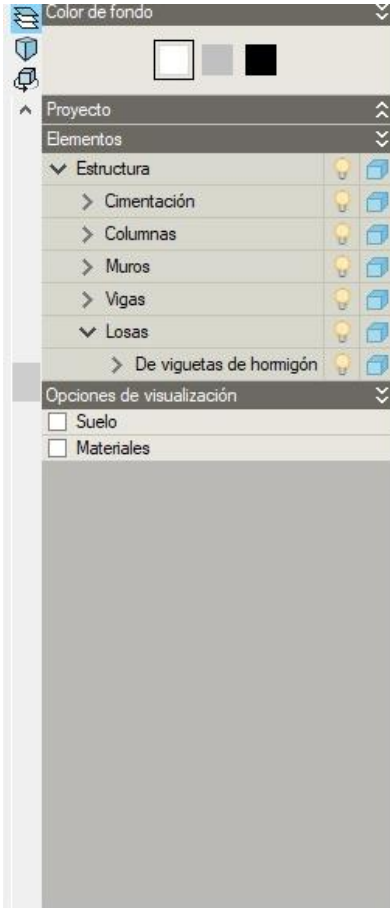 Color de fondo
Proyecto
Elementos
Estructura
Cimentación
Columnas
Muros
Vigas
Losas
De viguetas de hormigón
Opciones de visualización
Suelo
Materiales